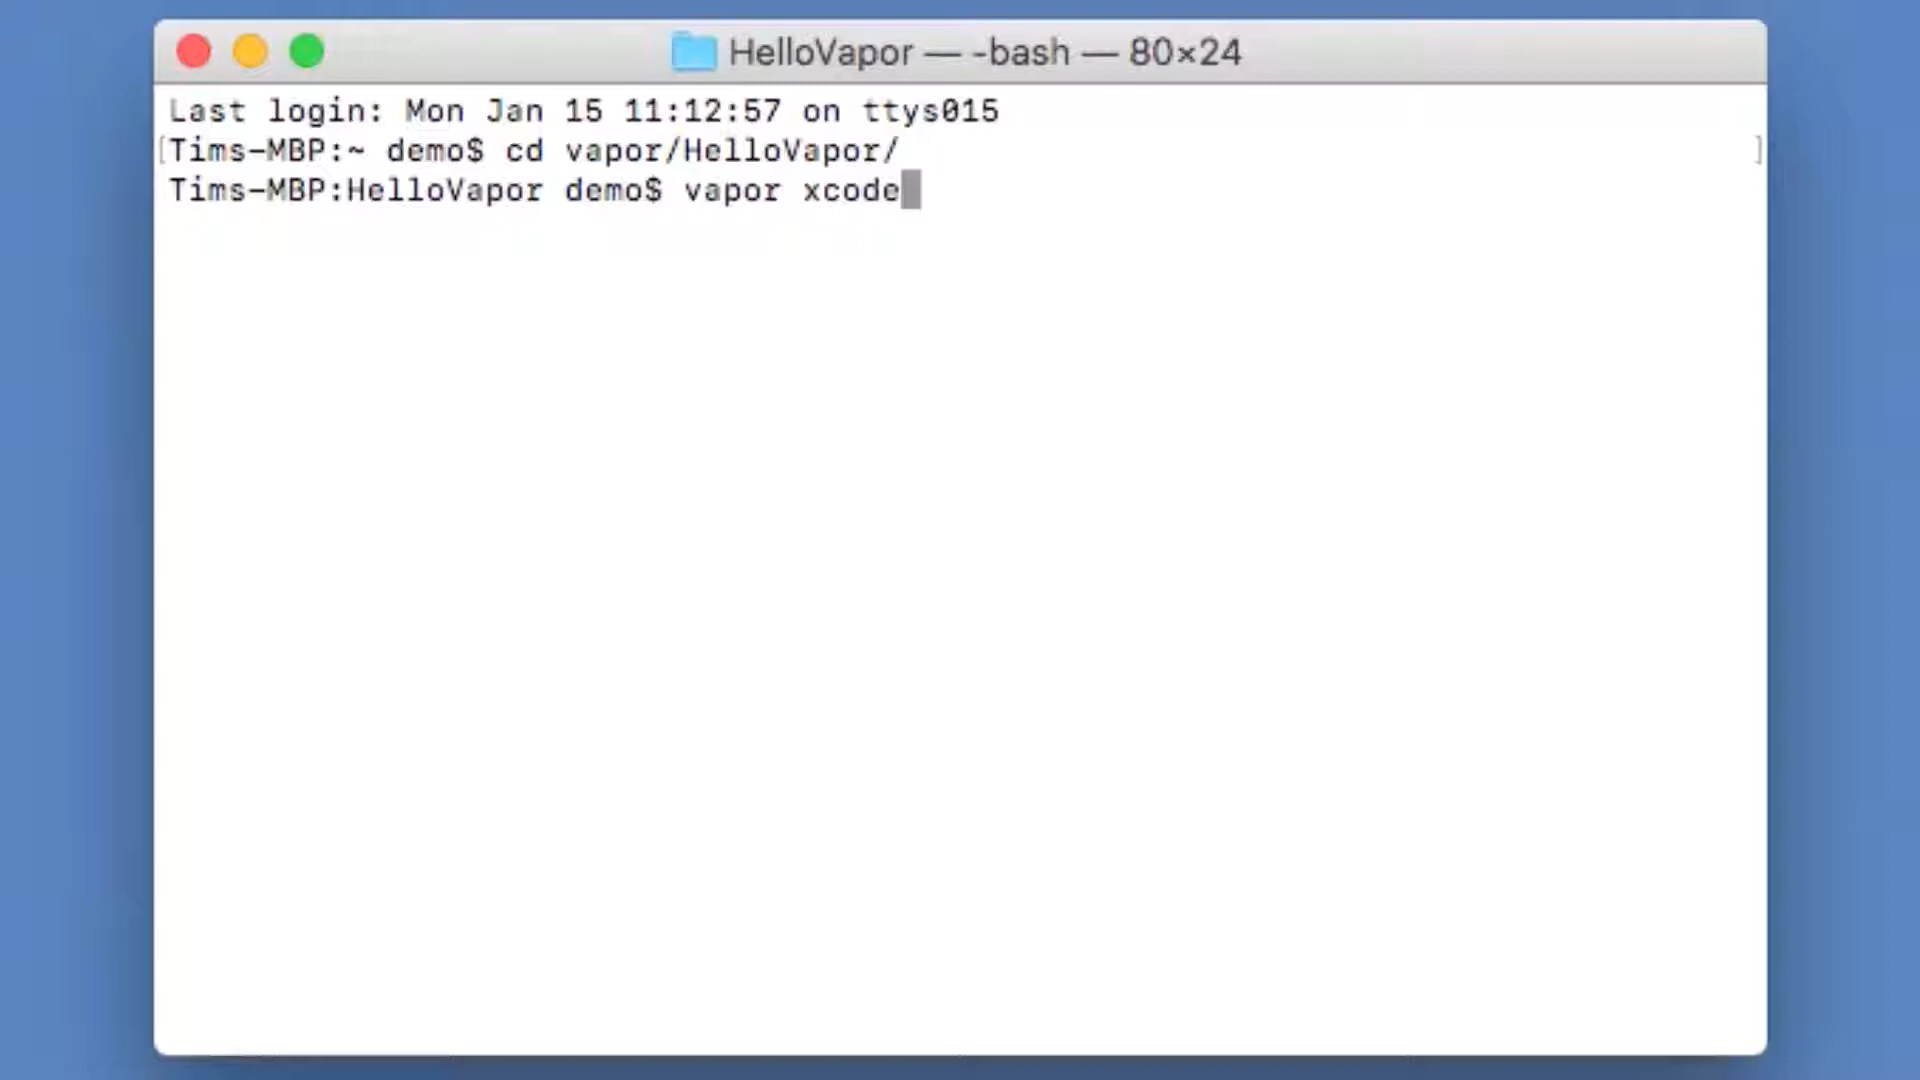 HelloVapor — -bash — 80×24
Last login: Mon Jan 15 11:12:57 on ttys015
[Tims-MBP:~ demo$ cd vapor/HelloVapor/ ]
Tims-MBP:HelloVapor demo$ vapor xcode